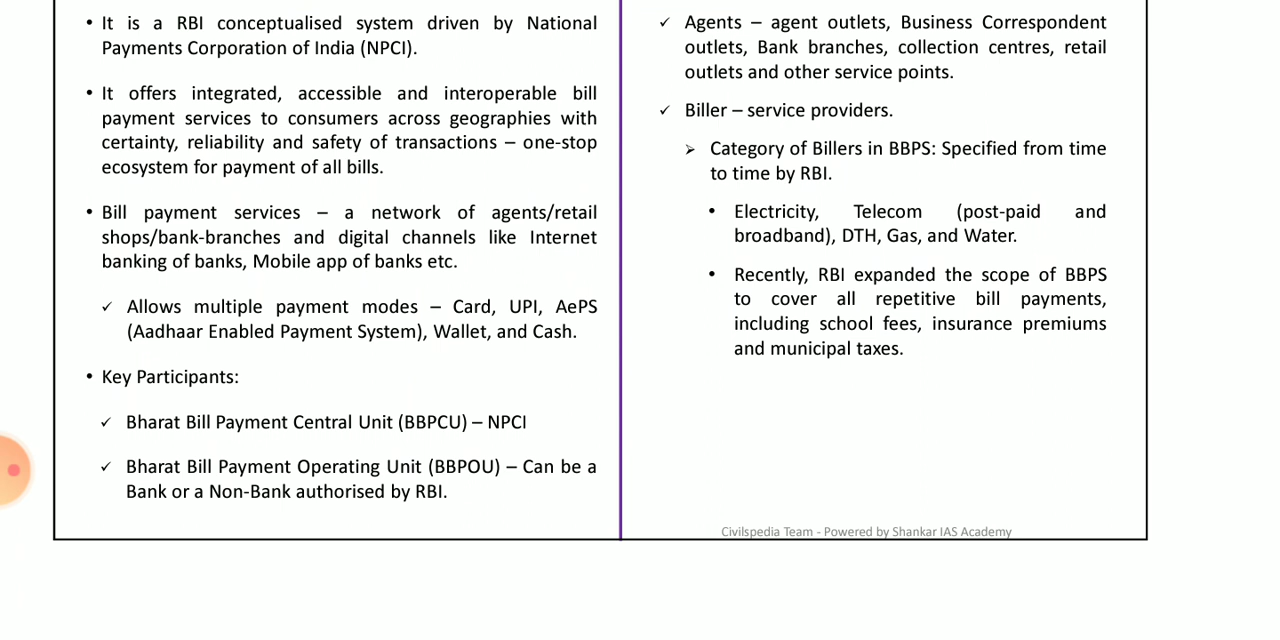 • It is a RBI conceptualised system driven by National
Payments Corporation of India (NPCI).
• It offers integrated, accessible and interoperable bill
payment services to consumers across geographies with
certainty, reliability and safety of transactions – one-stop
ecosystem for payment of all bills.
• Bill payment services – a network of agents/retail
shops/bank-branches and digital channels like Internet
banking of banks, Mobile app of banks etc.
✓ Allows multiple payment modes – Card, UPI, AePS
(Aadhaar Enabled Payment System), Wallet, and Cash.
• Key Participants:
✓ Bharat Bill Payment Central Unit (BBPCU) – NPCI
✓ Bharat Bill Payment Operating Unit (BBPOU) – Can be a
Bank or a Non-Bank authorised by RBI.
✓ Agents – agent outlets, Business Correspondent
outlets, Bank branches, collection centres, retail
outlets and other service points.
✓ Biller – service providers.
➢ Category of Billers in BBPS: Specified from time
to time by RBI.
• Electricity, Telecom (post-paid and
broadband), DTH, Gas, and Water.
• Recently, RBI expanded the scope of BBPS
to cover all repetitive bill payments,
including school fees, insurance premiums
and municipal taxes.
Civilspedia Team - Powered by Shankar IAS Academy